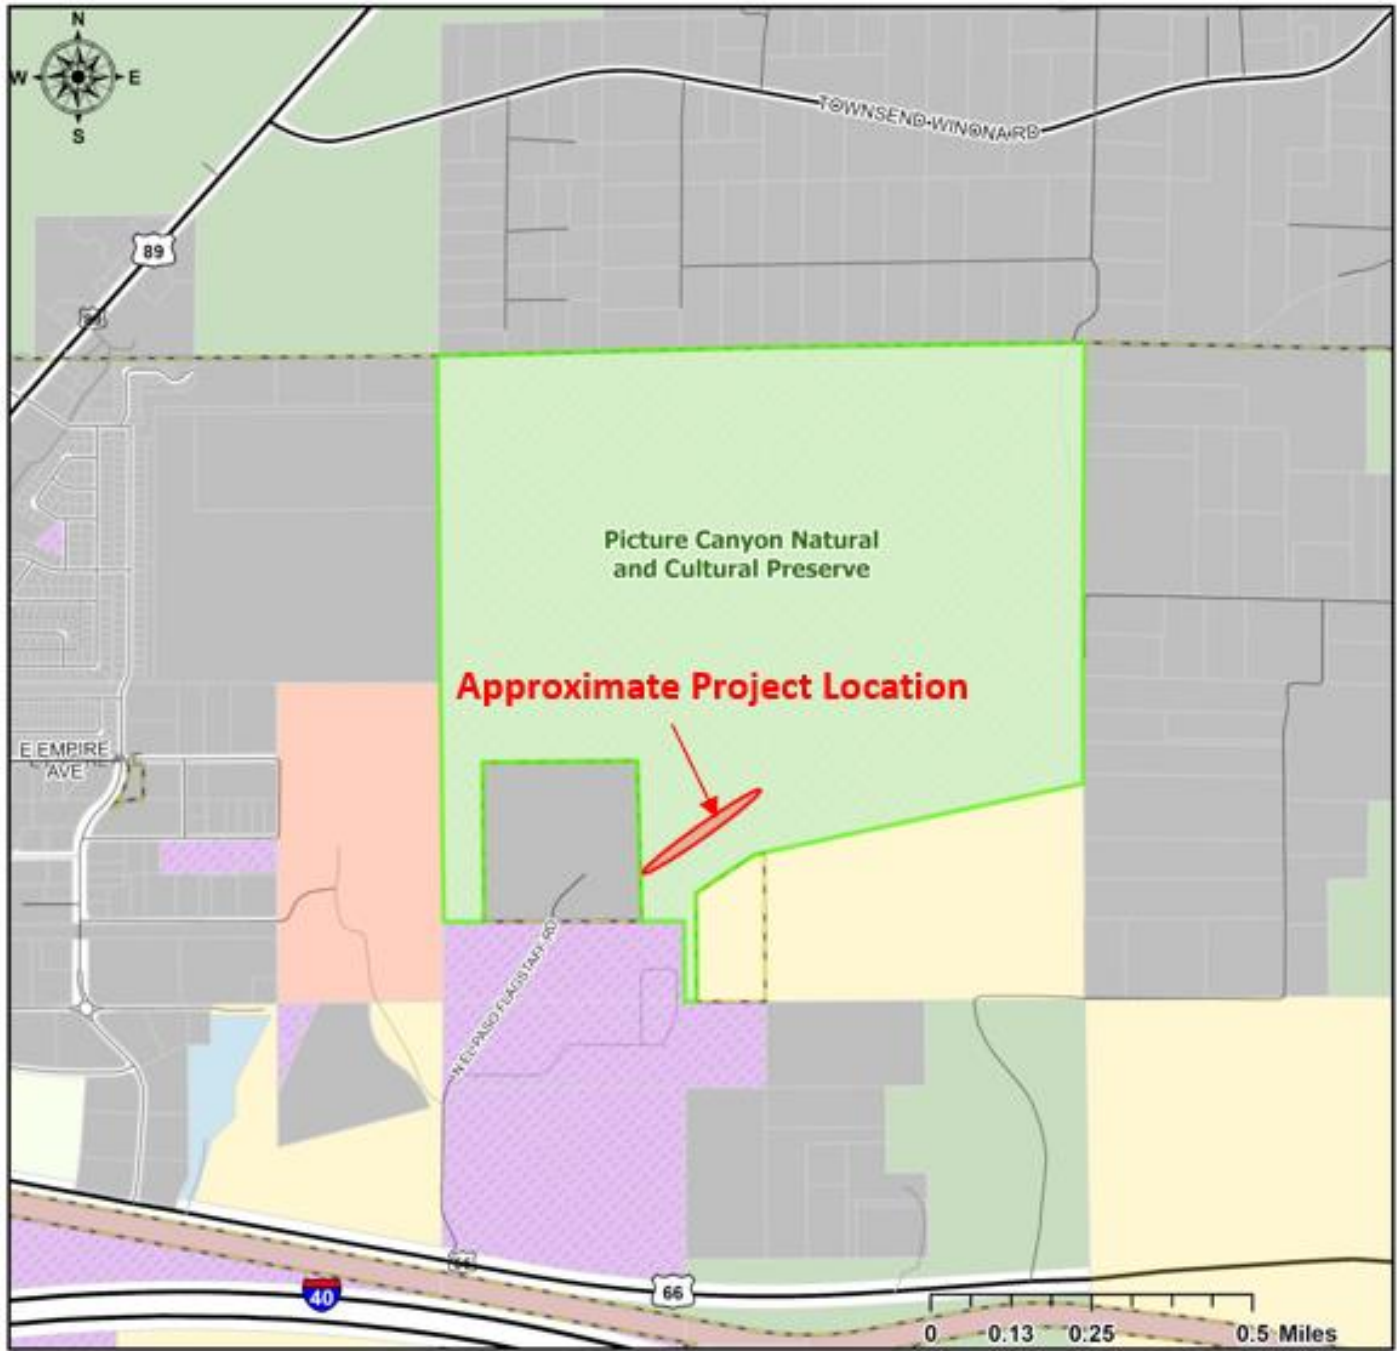 N
W E
S
TOWNSEND-WINONA RD
89
Picture Canyon Natural
and Cultural Preserve
Approximate Project Location
E EMPIRE
AVE
N EL PASO FLAGSTAFF RD
66
40
66
0 0.13 0.25 0.5 Miles